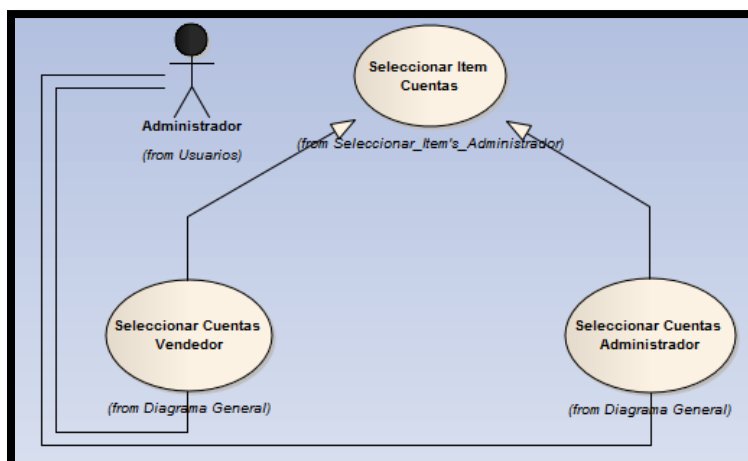 Seleccionar Item
Cuentas
Administrador
(from Usuarios)
(from Seleccionar_Item's_Administrador)
Seleccionar Cuentas
Vendedor
Seleccionar Cuentas
Administrador
(from Diagrama General)
(from Diagrama General)